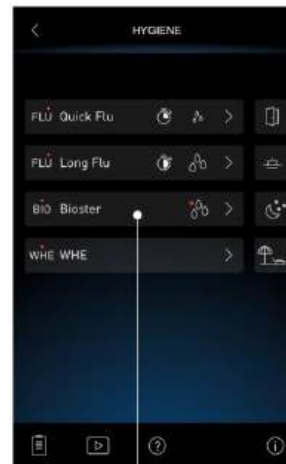 HYGIENE
FLU Quick Flu
FLU Long Flu
BIO Bioster
WHE WHE